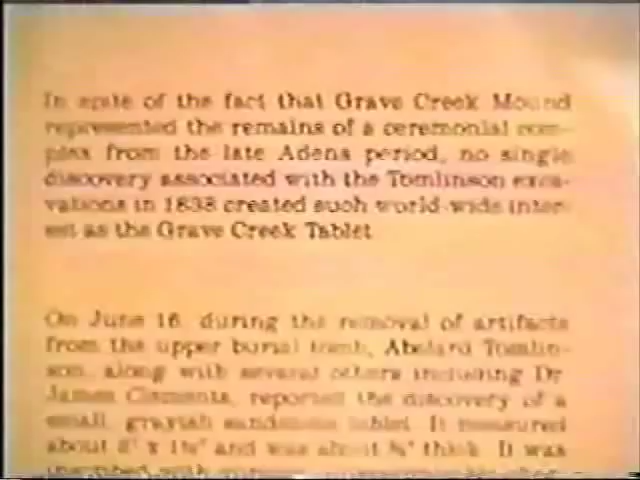 In spite of the fact that Grave Creek Mound
represented the remains of a ceremonial com-
plex from the late Adena period, no single
discovery associated with the Tomlinson exca-
vations in 1838 created such world-wide inter-
est as the Grave Creek Tablet.
On June 16, during the removal of artifacts
from the upper burial tomb, Abelard Tomlin-
son, along with several others including Dr.
James Clemens, reported the discovery of a
small, grayish sandstone tablet. It measured
about x and was about thick. It was
inscribed with